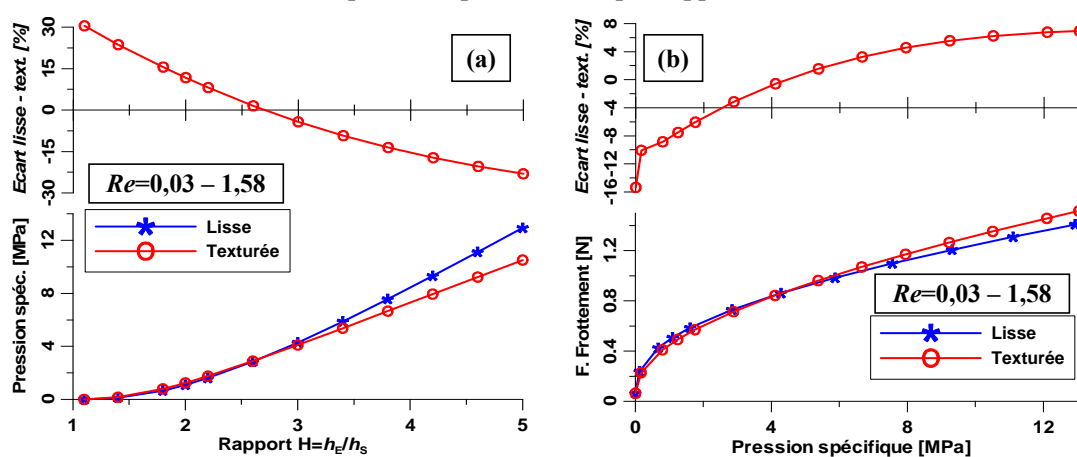 Ecart lisse - text. [%]
30
15
0
-15
-30
(a)
Re=0,03 – 1,58
Lisse
Texturée
Pression spéc. [MPa]
12
8
4
0
1
2
3
4
5
Rapport H=hE/hS
Ecart lisse - text. [%]
8
4
0
-4
-8
-12
-16
(b)
F. Frottement [N]
1.2
0.8
0.4
0
Re=0,03 – 1,58
Lisse
Texturée
0
4
8
12
Pression spécifique [MPa]